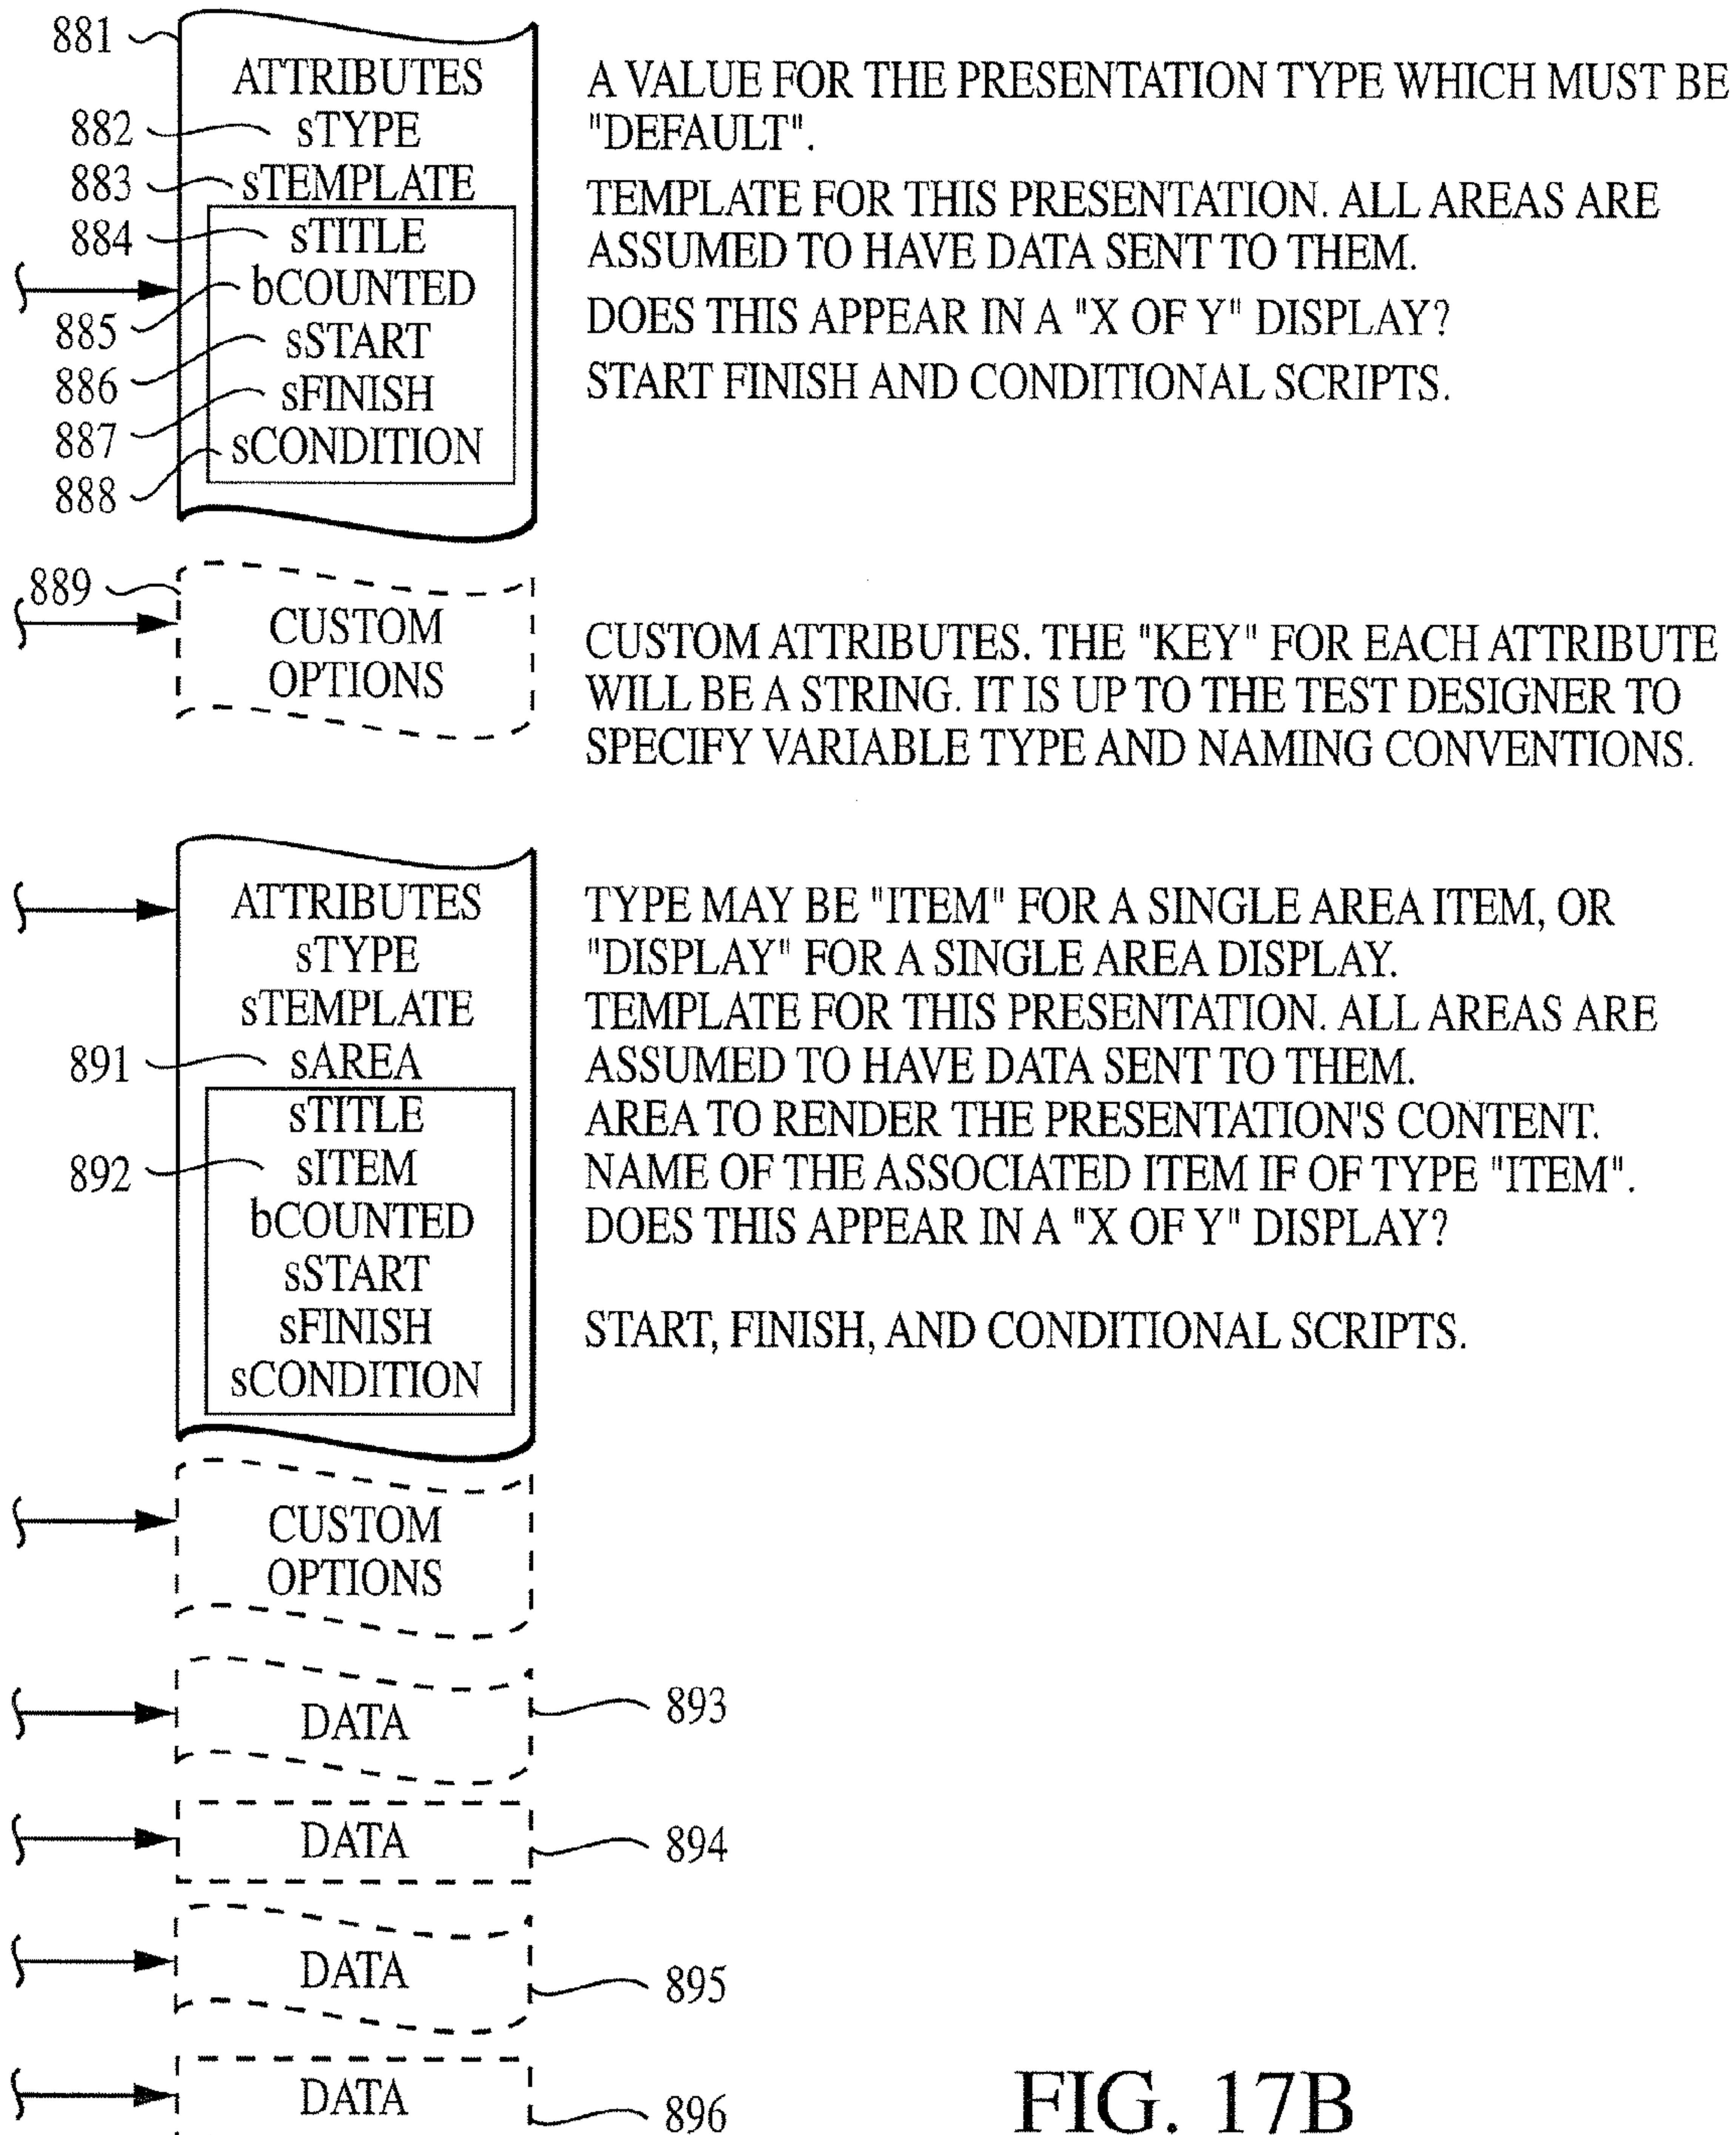 881
ATTRIBUTES
882 sTYPE
883 sTEMPLATE
884 sTITLE
bCOUNTED
885
sSTART
886
sFINISH
887
sCONDITION
888
A VALUE FOR THE PRESENTATION TYPE WHICH MUST BE
"DEFAULT".
TEMPLATE FOR THIS PRESENTATION. ALL AREAS ARE
ASSUMED TO HAVE DATA SENT TO THEM.
DOES THIS APPEAR IN A "X OF Y" DISPLAY?
START FINISH AND CONDITIONAL SCRIPTS.
889
CUSTOM
OPTIONS
CUSTOM ATTRIBUTES. THE "KEY" FOR EACH ATTRIBUTE
WILL BE A STRING. IT IS UP TO THE TEST DESIGNER TO
SPECIFY VARIABLE TYPE AND NAMING CONVENTIONS.
ATTRIBUTES
sTYPE
sTEMPLATE
891 sAREA
sTITLE
892 sITEM
bCOUNTED
sSTART
sFINISH
sCONDITION
TYPE MAY BE "ITEM" FOR A SINGLE AREA ITEM, OR
"DISPLAY" FOR A SINGLE AREA DISPLAY.
TEMPLATE FOR THIS PRESENTATION. ALL AREAS ARE
ASSUMED TO HAVE DATA SENT TO THEM.
AREA TO RENDER THE PRESENTATION'S CONTENT.
NAME OF THE ASSOCIATED ITEM IF OF TYPE "ITEM".
DOES THIS APPEAR IN A "X OF Y" DISPLAY?
START, FINISH, AND CONDITIONAL SCRIPTS.
CUSTOM
OPTIONS
DATA 893
DATA 894
DATA 895
DATA 896
FIG. 17B